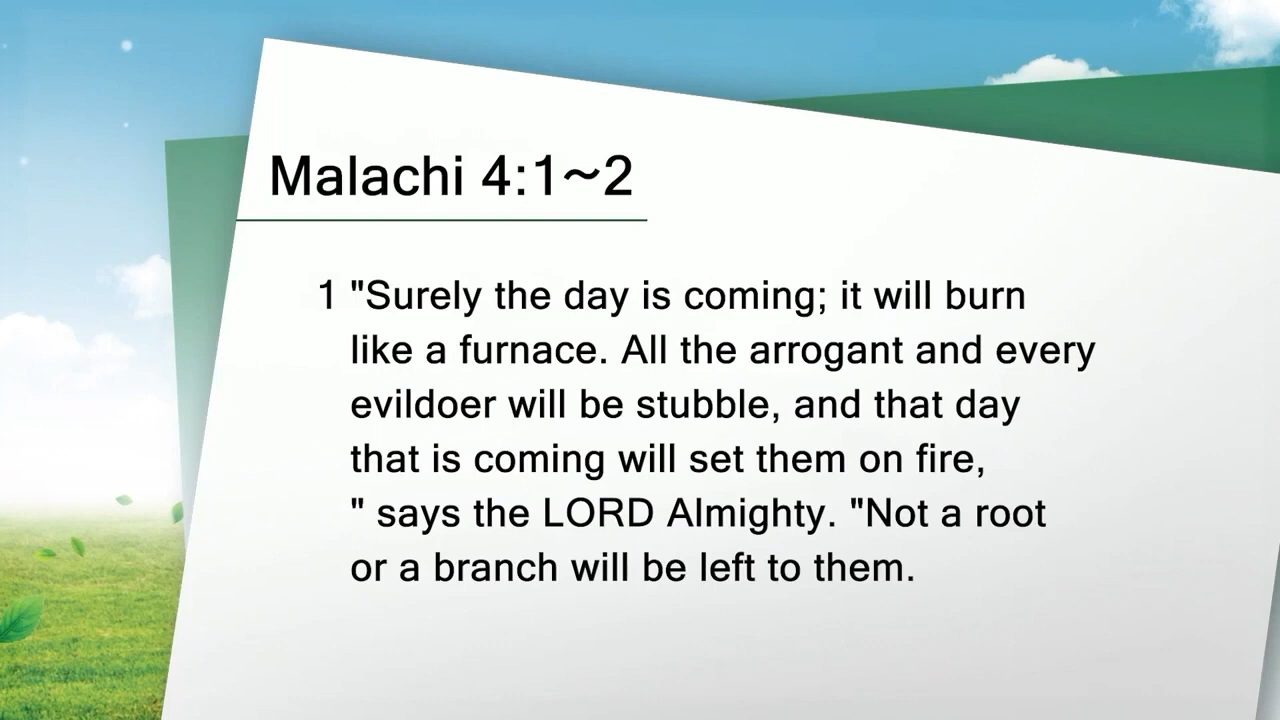 Malachi 4:1~2
1 "Surely the day is coming; it will burn
like a furnace. All the arrogant and every
evildoer will be stubble, and that day
that is coming will set them on fire,
" says the LORD Almighty. "Not a root
or a branch will be left to them.